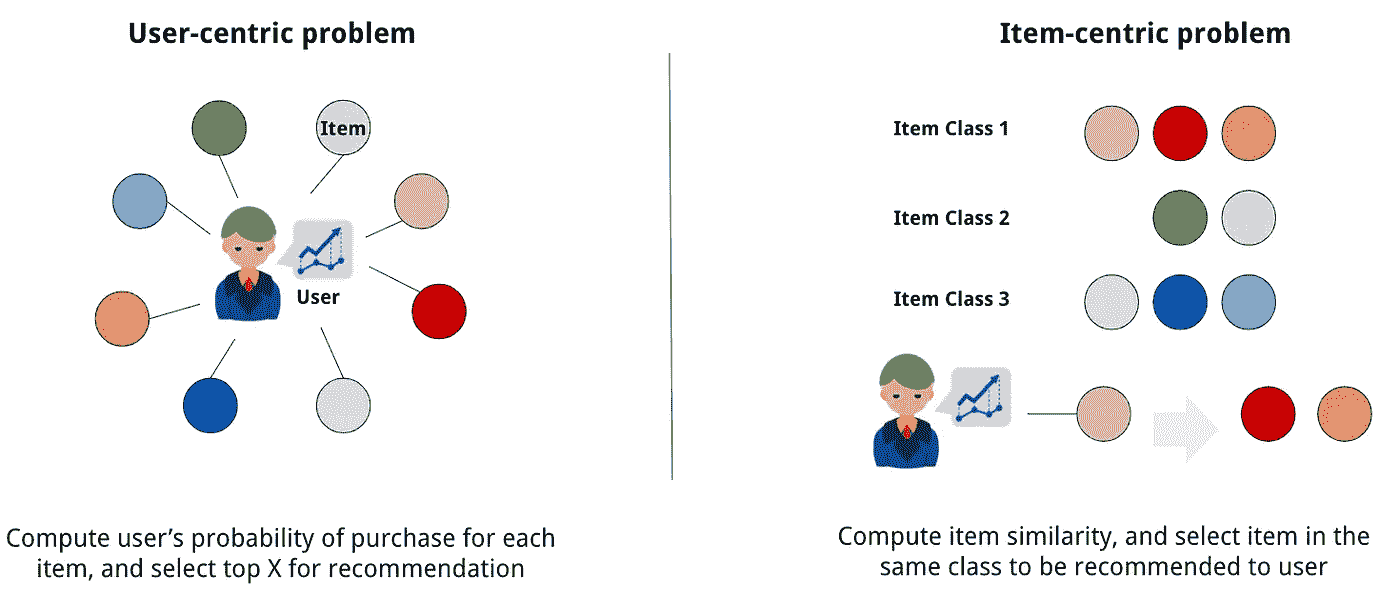 User-centric problem
Item
User
Compute user's probability of purchase for each
item, and select top X for recommendation
Item-centric problem
Item Class 1
Item Class 2
Item Class 3
Compute item similarity, and select item in the
same class to be recommended to user